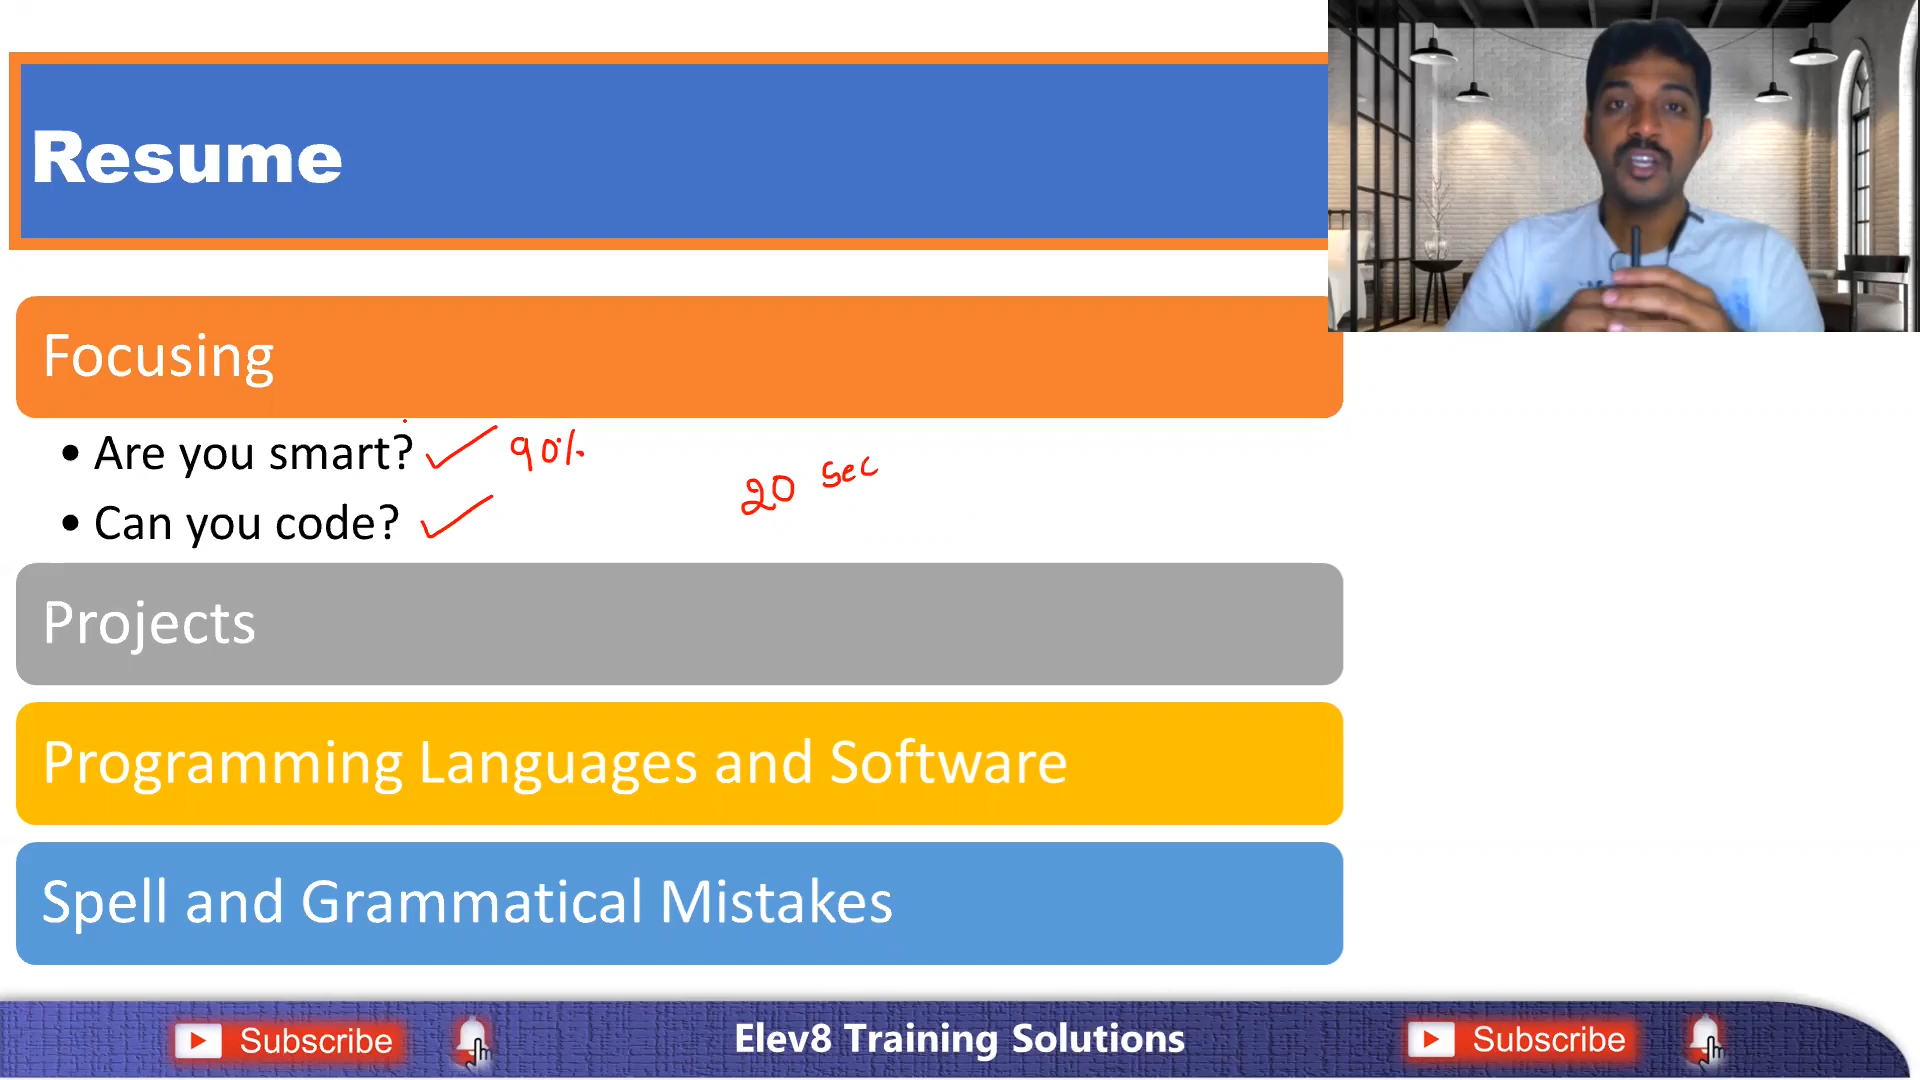 Resume
Focusing
• Are you smart? 90%
20 sec
• Can you code?
Projects
Programming Languages and Software
Spell and Grammatical Mistakes
Subscribe
Elev8 Training Solutions
Subscribe